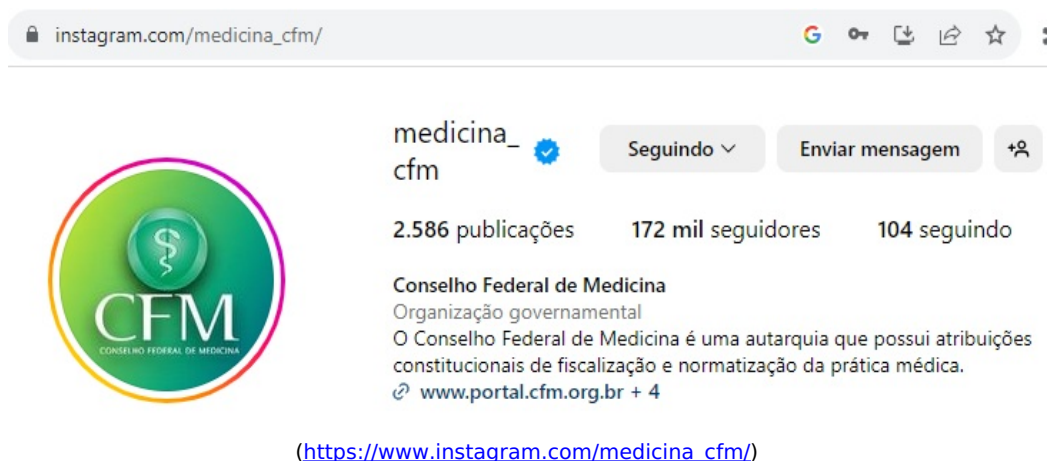 instagram.com/medicina_cfm/
medicina_
cfm
Seguindo
Enviar mensagem
2.586 publicações 172 mil seguidores 104 seguindo
CFM
CONSELHO FEDERAL DE MEDICINA
Conselho Federal de Medicina
Organização governamental
O Conselho Federal de Medicina é uma autarquia que possui atribuições
constitucionais de fiscalização e normatização da prática médica.
www.portal.cfm.org.br + 4
(https://www.instagram.com/medicina_cfm/)